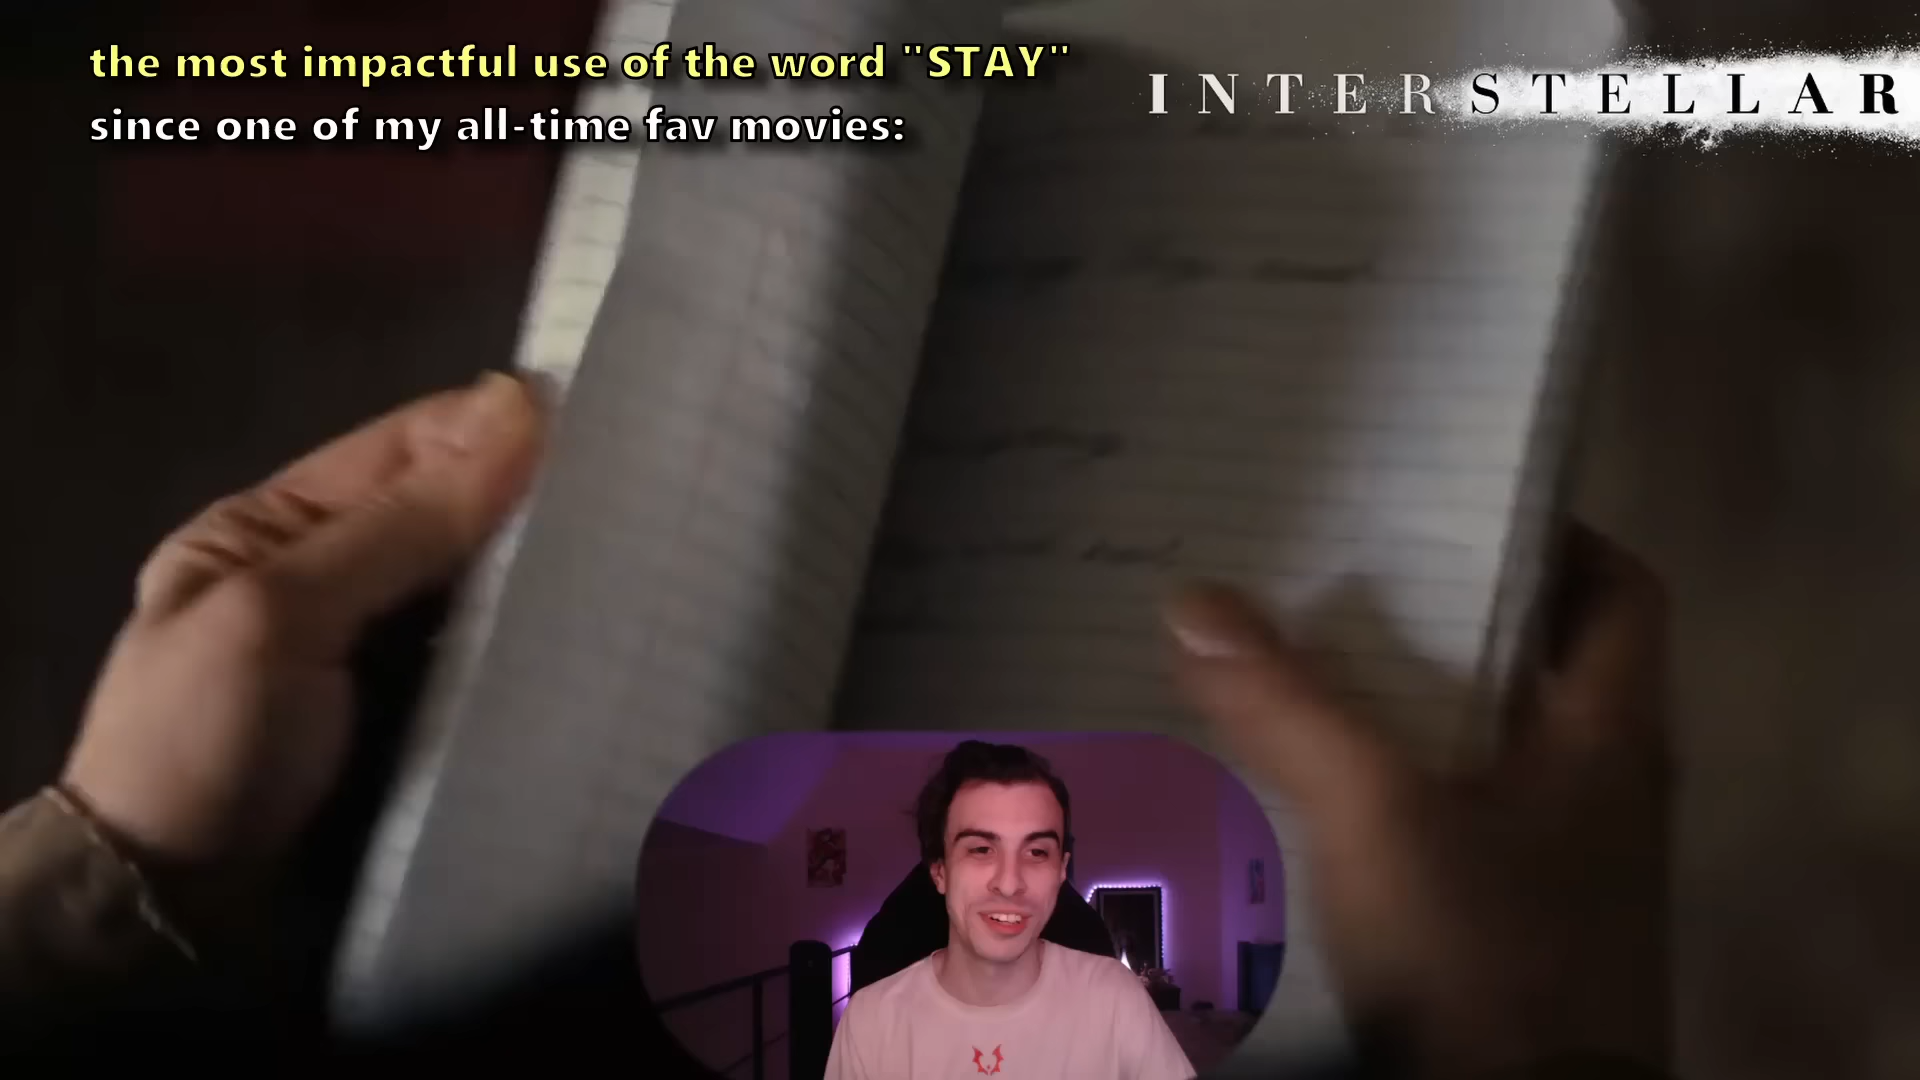 the most impactful use of the word "STAY"
since one of my all-time fav movies:
INTERSTELLAR